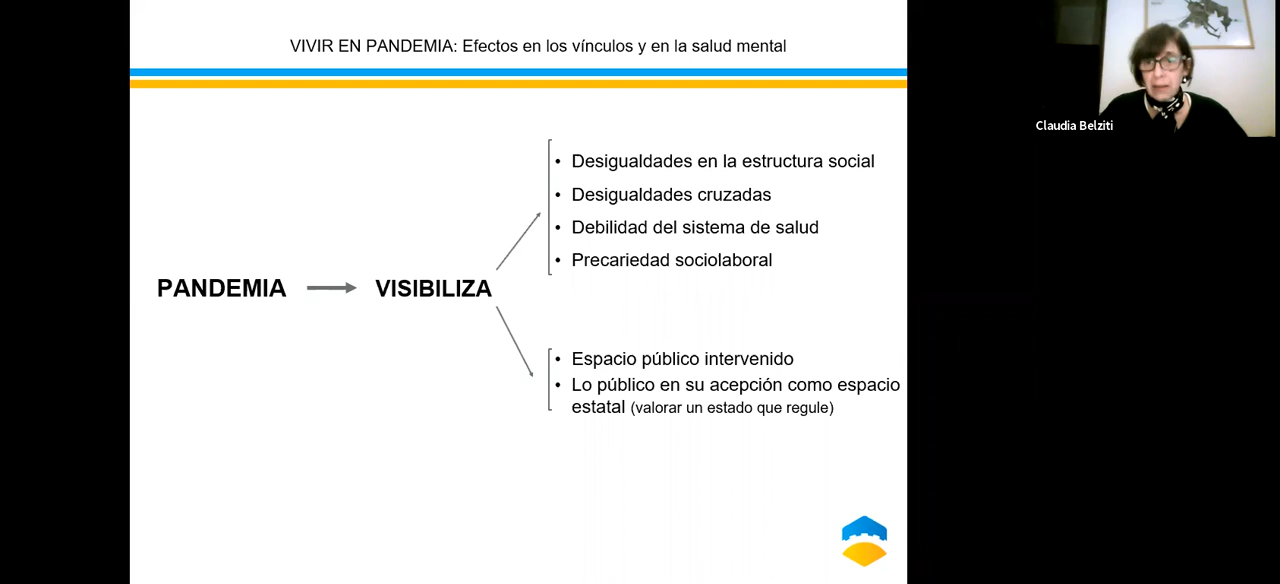 VIVIR EN PANDEMIA: Efectos en los vínculos y en la salud mental
Claudia Belziti
• Desigualdades en la estructura social
• Desigualdades cruzadas
• Debilidad del sistema de salud
• Precariedad sociolaboral
PANDEMIA
VISIBILIZA
• Espacio público intervenido
• Lo público en su acepción como espacio
estatal (valorar un estado que regule)